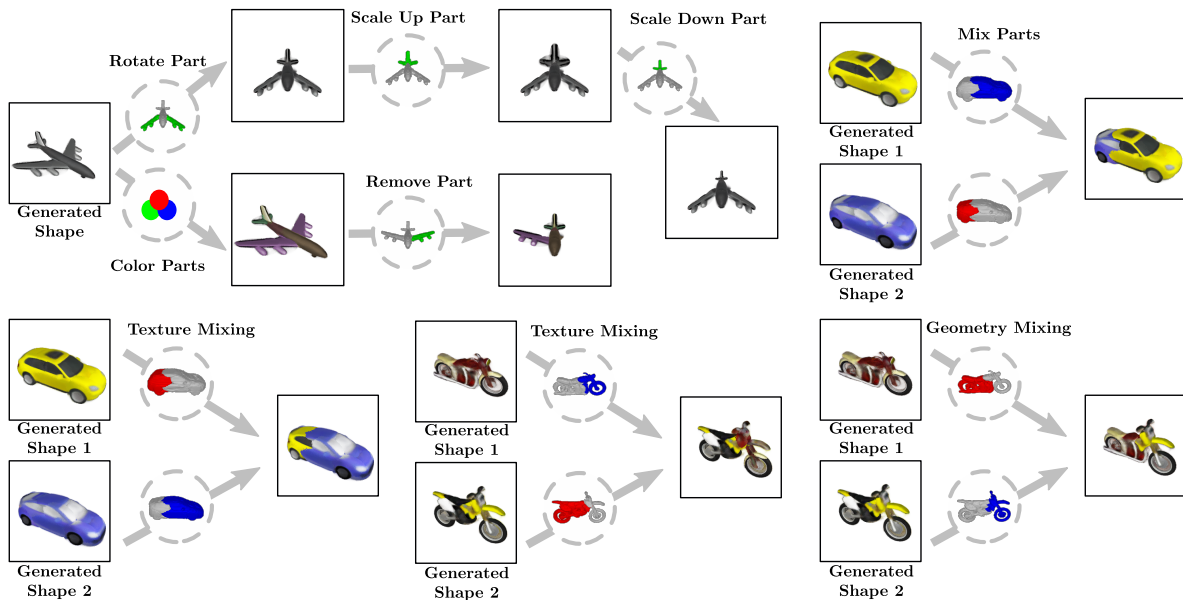 Rotate Part
Scale Up Part
Scale Down Part
Generated
Shape
Color Parts
Remove Part
Mix Parts
Generated
Shape 1
Generated
Shape 2
Texture Mixing
Generated
Shape 1
Generated
Shape 2
Texture Mixing
Generated
Shape 1
Generated
Shape 2
Geometry Mixing
Generated
Shape 1
Generated
Shape 2